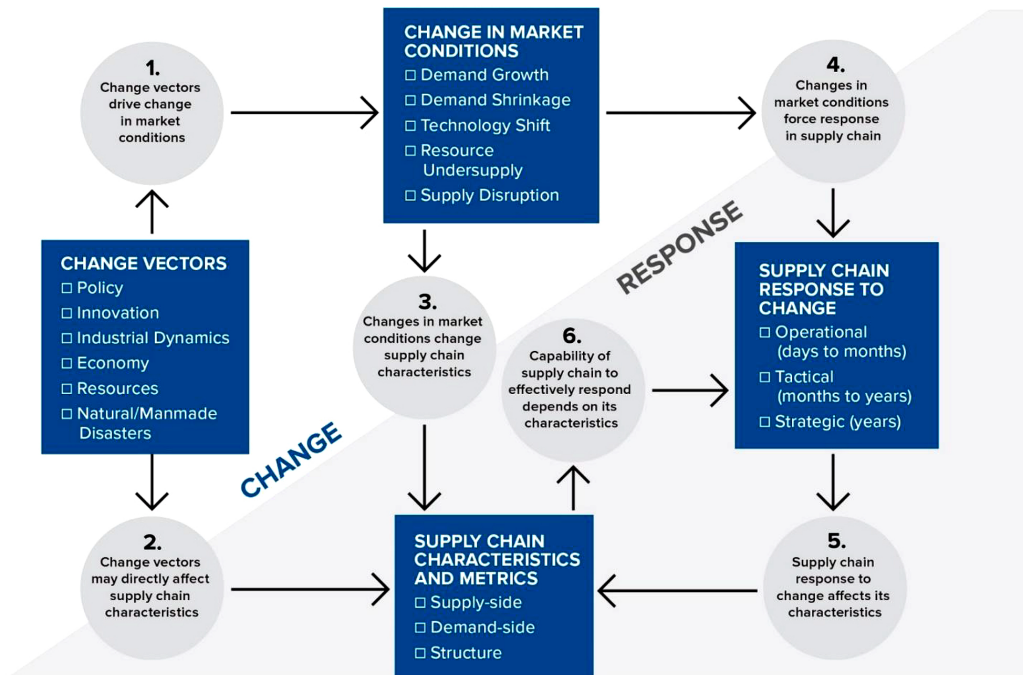 1.
Change vectors
drive change
in market
conditions
CHANGE IN MARKET
CONDITIONS
☐ Demand Growth
☐ Demand Shrinkage
☐ Technology Shift
☐ Resource
Undersupply
☐ Supply Disruption
4.
Changes in
market conditions
force response
in supply chain
CHANGE VECTORS
☐ Policy
☐ Innovation
☐ Industrial Dynamics
☐ Economy
☐ Resources
☐ Natural/Manmade
Disasters
3.
Changes in market
conditions change
supply chain
characteristics
RESPONSE
6.
Capability of
supply chain to
effectively respond
depends on its
characteristics
SUPPLY CHAIN
RESPONSE TO
CHANGE
☐ Operational
(days to months)
☐ Tactical
(months to years)
☐ Strategic (years)
CHANGE
2.
Change vectors
may directly affect
supply chain
characteristics
SUPPLY CHAIN
CHARACTERISTICS
AND METRICS
☐ Supply-side
☐ Demand-side
☐ Structure
5.
Supply chain
response to
change affects its
characteristics